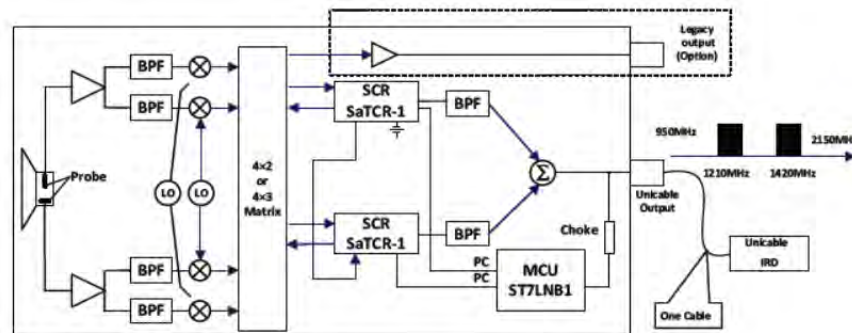 Legacy
output
(Option)
BPF
BPF
SCR
SaTCR-1
BPF
950MHz
2150MH
1210MHz
1420MHz
Probe
LO
LO
4×2
or
4×3
Matrix
Σ
Unicable
Output
SCR
SaTCR-1
BPF
Choke
BPF
BPF
PC
PC
MCU
ST7LNB1
Unicable
IRD
One Cable